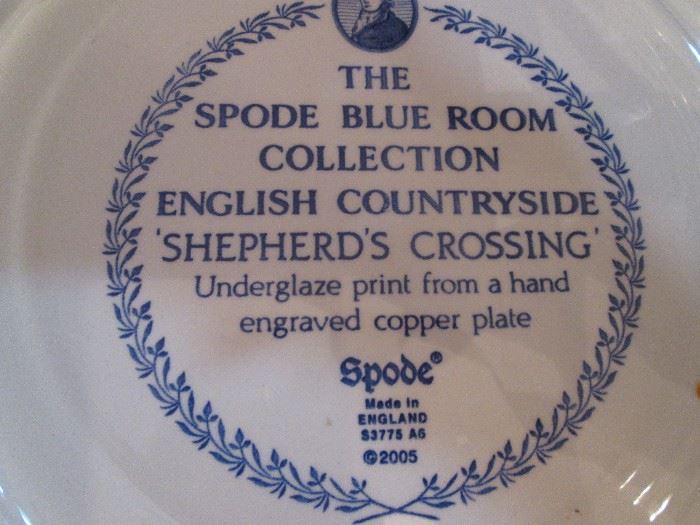 THE
SPODE BLUE ROOM
COLLECTION
ENGLISH COUNTRYSIDE
'SHEPHERD'S CROSSING'
Underglaze print from a hand
engraved copper plate
Spode®
Made in
ENGLAND
S3775 A6
©2005